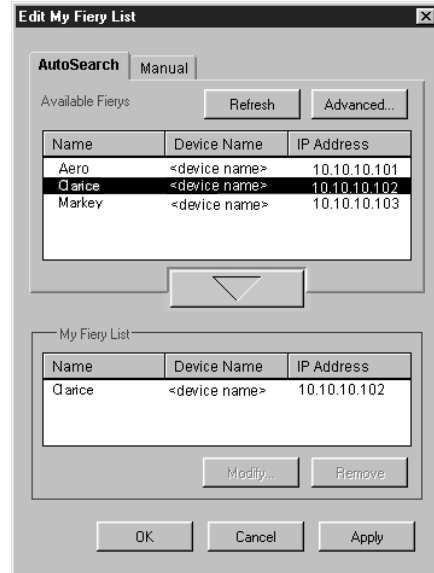 Edit My Fiery List
AutoSearch Manual
Available Fierys Refresh Advanced...
Name Device Name IP Address
Aero <device name> 10.10.10.101
Clarice <device name> 10.10.10.102
Markey <device name> 10.10.10.103
My Fiery List
Name Device Name IP Address
Clarice <device name> 10.10.10.102
Modify... Remove
OK Cancel Apply